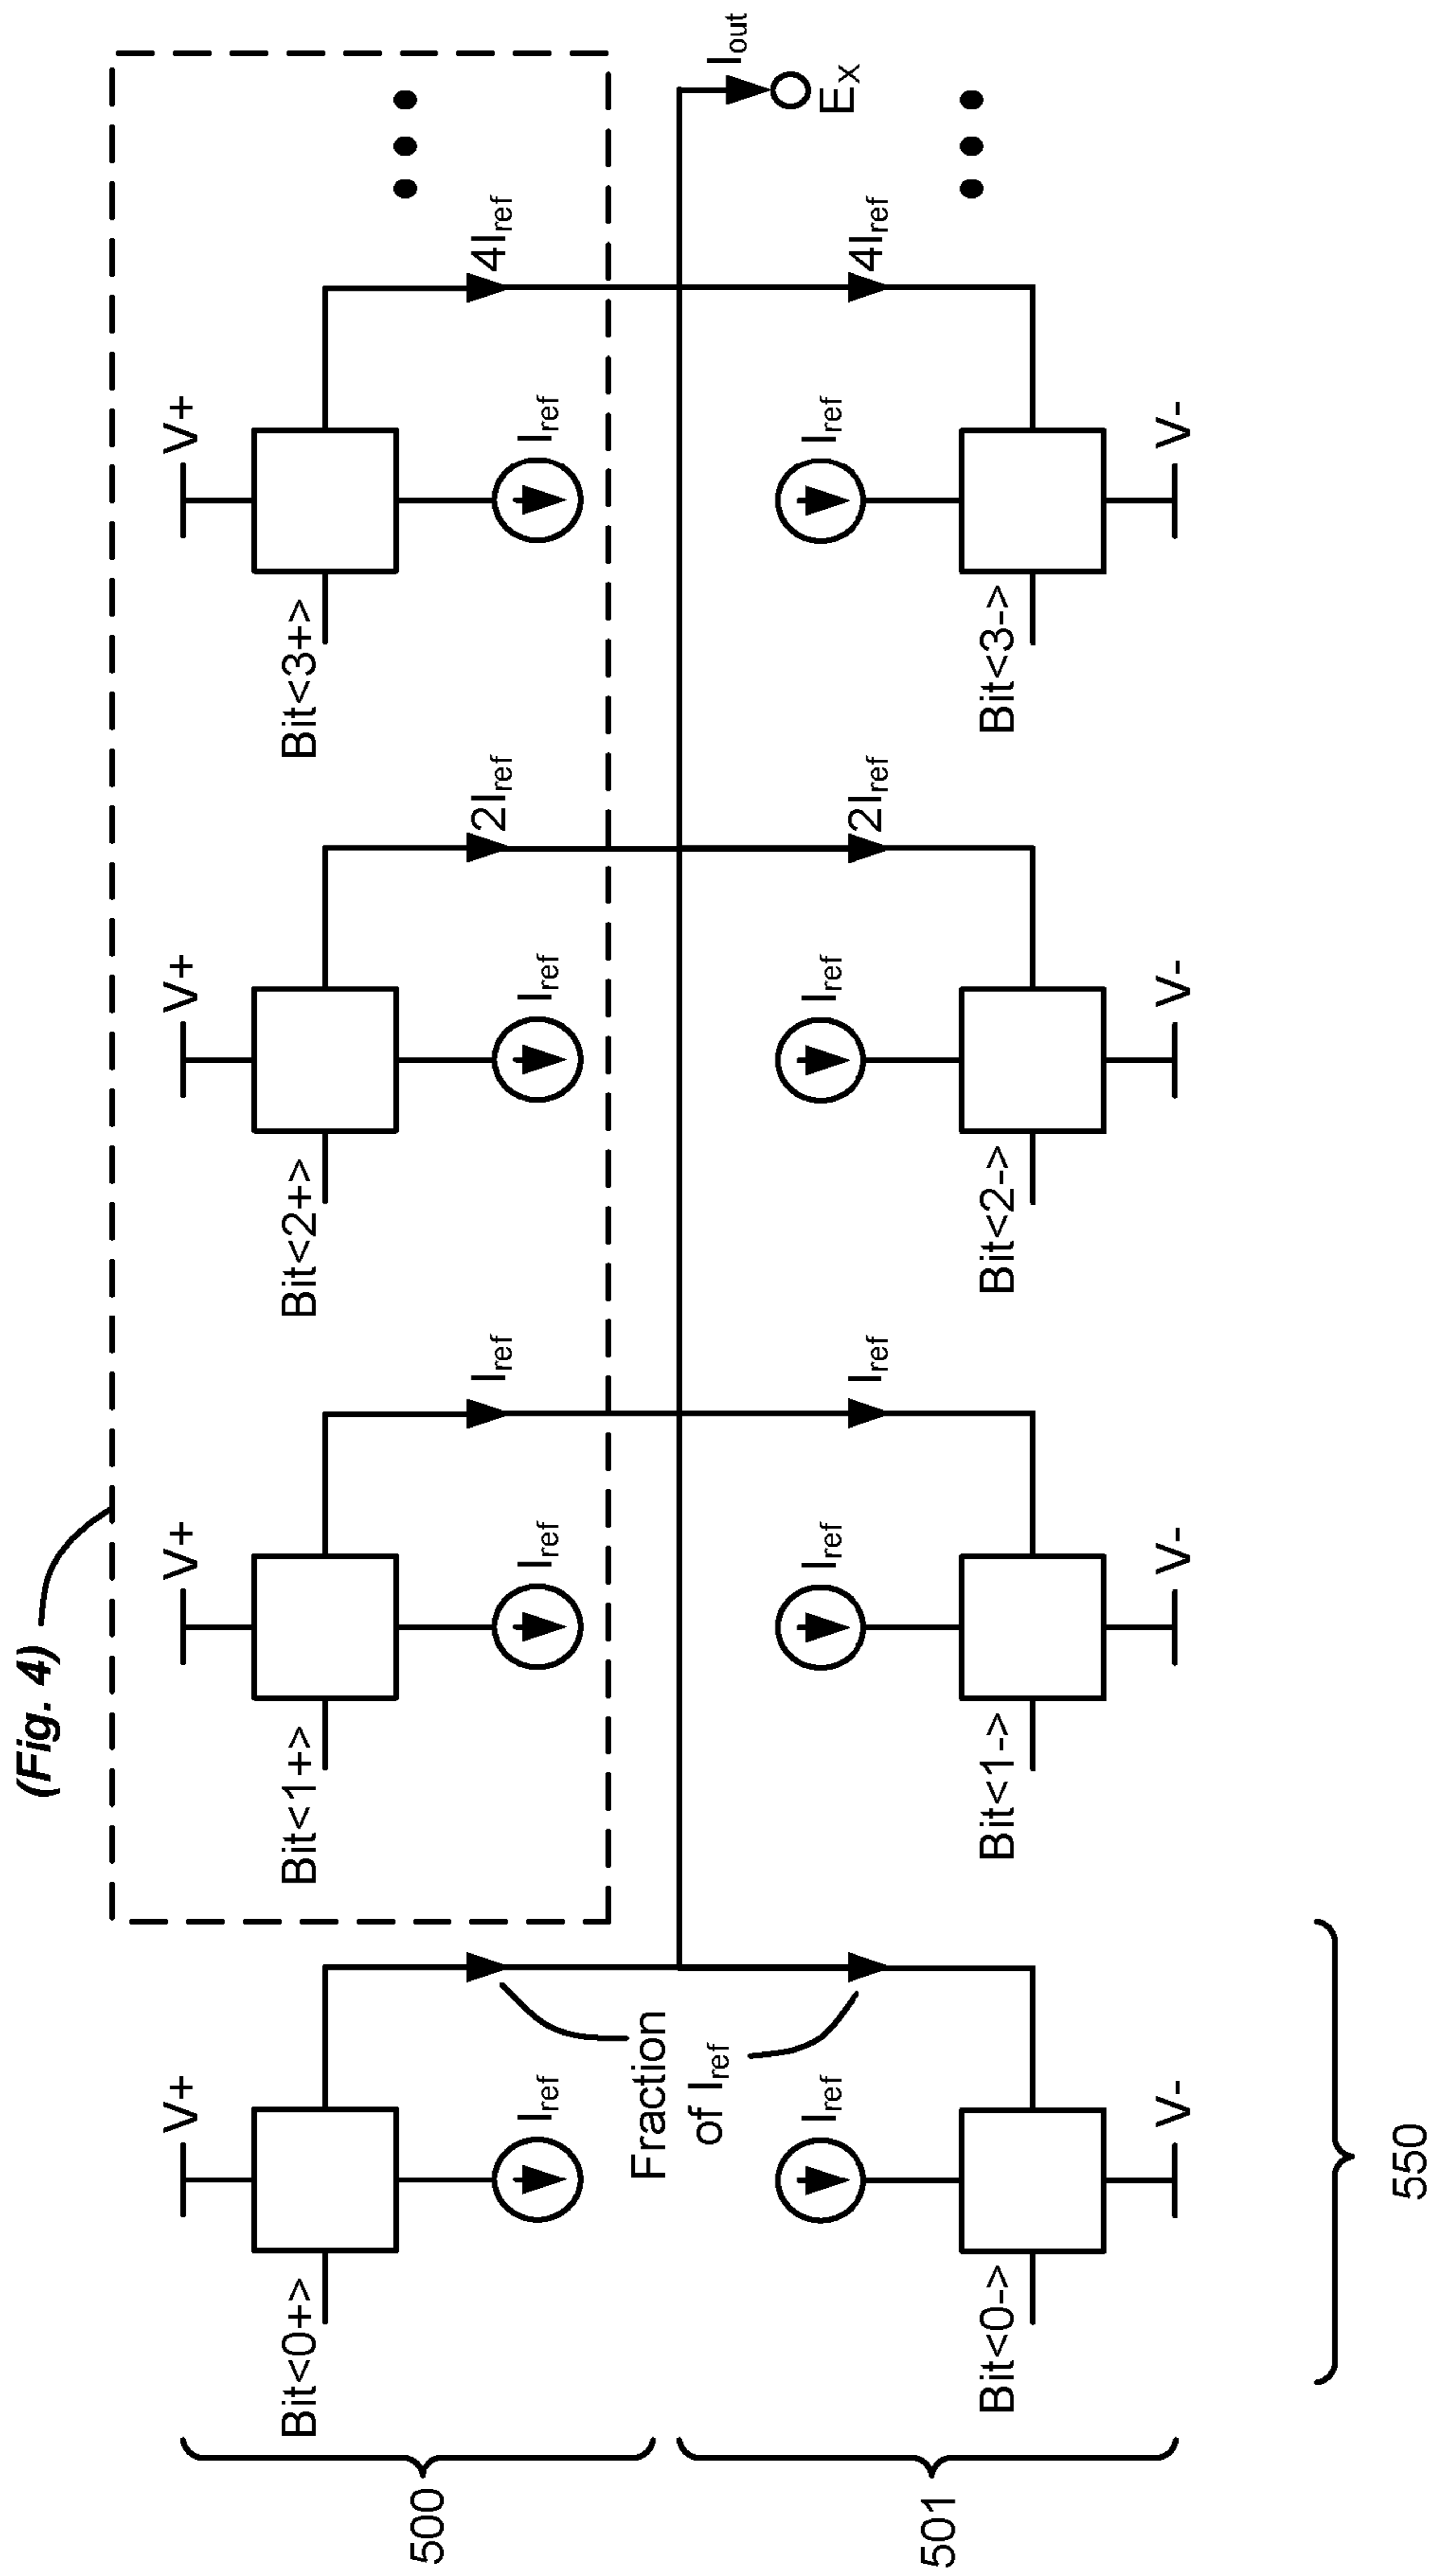 (Fig. 4)
V+ V+ V+ V+
Bit<0+> Bit<1+> Bit<2+> Bit<3+>
Iref Iref Iref Iref
Iref 2Iref 4Iref
500
Fraction
of Iref
Iout
Ex
Iref 2Iref 4Iref
Iref Iref Iref Iref
501
Bit<0-> Bit<1-> Bit<2-> Bit<3->
V- V- V- V-
550